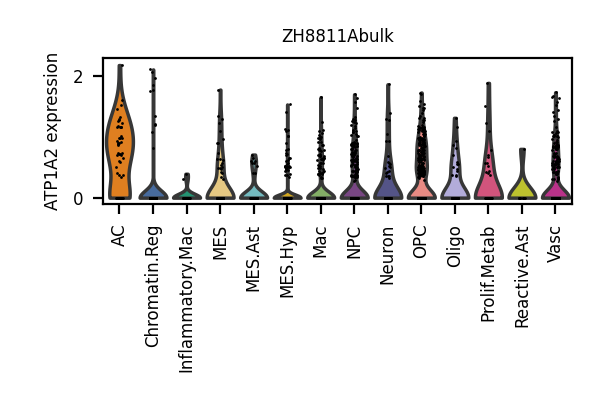 ZH8811Abulk
ATP1A2 expression
2
0
AC
Chromatin.Reg
Inflammatory.Mac
MES
MES.Ast
MES.Hyp
Mac
NPC
Neuron
OPC
Oligo
Prolif.Metab
Reactive.Ast
Vasc